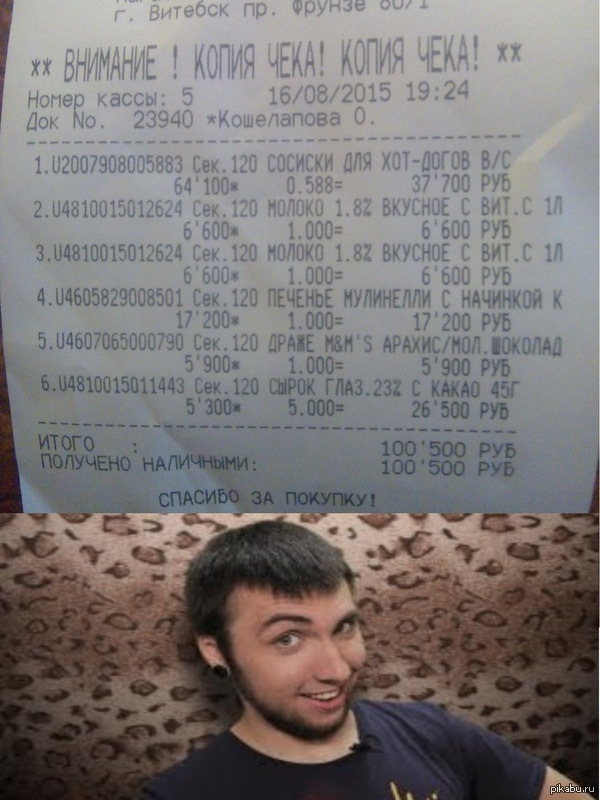 г. Витебск пр. Фрунзе 80/1
** ВНИМАНИЕ ! КОПИЯ ЧЕКА! КОПИЯ ЧЕКА! **
Номер кассы: 5 16/08/2015 19:24
Док No. 23940 *Кошелапова О.
1.U2007908005883 Сек.120 СОСИСКИ ДЛЯ ХОТ-ДОГОВ В/С
64'100* 0.588= 37'700 РУБ
2.U4810015012624 Сек.120 МОЛОКО 1.8% ВКУСНОЕ С ВИТ.С 1Л
6'600* 1.000= 6'600 РУБ
3.U4810015012624 Сек.120 МОЛОКО 1.8% ВКУСНОЕ С ВИТ.С 1Л
6'600* 1.000= 6'600 РУБ
4.U4605829008501 Сек.120 ПЕЧЕНЬЕ МУЛИНЕЛЛИ С НАЧИНКОЙ К
17'200* 1.000= 17'200 РУБ
5.U4607065000790 Сек.120 ДРАЖЕ M&M'S АРАХИС/МОЛ.ШОКОЛАД
5'900* 1.000= 5'900 РУБ
6.U4810015011443 Сек.120 СЫРОК ГЛАЗ.23% С КАКАО 45Г
5'300* 5.000= 26'500 РУБ
ИТОГО : 100'500 РУБ
ПОЛУЧЕНО НАЛИЧНЫМИ: 100'500 РУБ
СПАСИБО ЗА ПОКУПКУ!
pikabu.ru